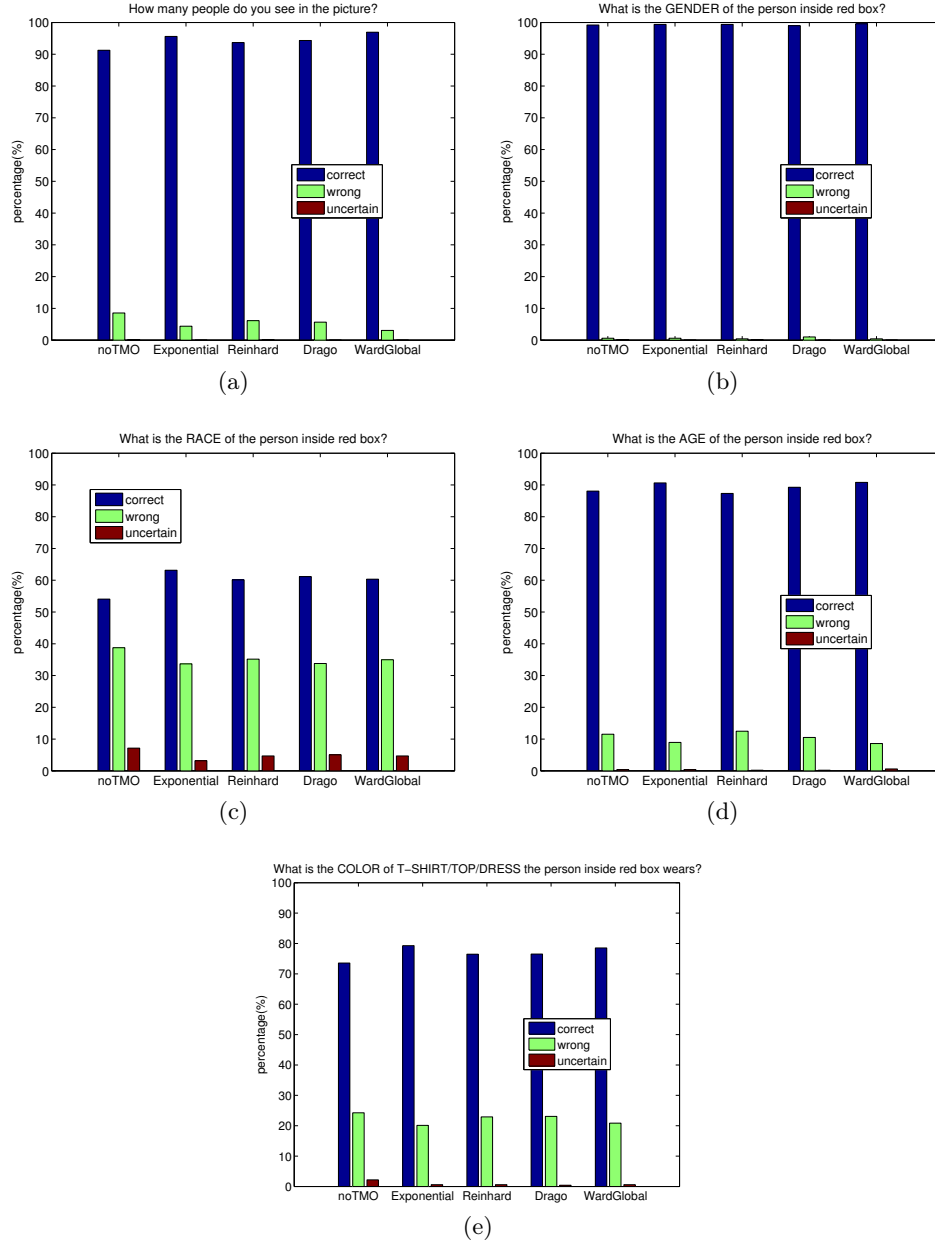 How many people do you see in the picture?
100
90
80
70
60
50
40
30
20
10
0
percentage(%)
correct
wrong
uncertain
noTMO Exponential Reinhard Drago WardGlobal
(a)
What is the GENDER of the person inside red box?
100
90
80
70
60
50
40
30
20
10
0
percentage(%)
correct
wrong
uncertain
noTMO Exponential Reinhard Drago WardGlobal
(b)
What is the RACE of the person inside red box?
100
90
80
70
60
50
40
30
20
10
0
percentage(%)
correct
wrong
uncertain
noTMO Exponential Reinhard Drago WardGlobal
(c)
What is the AGE of the person inside red box?
100
90
80
70
60
50
40
30
20
10
0
percentage(%)
correct
wrong
uncertain
noTMO Exponential Reinhard Drago WardGlobal
(d)
What is the COLOR of T−SHIRT/TOP/DRESS the person inside red box wears?
100
90
80
70
60
50
40
30
20
10
0
percentage(%)
correct
wrong
uncertain
noTMO Exponential Reinhard Drago WardGlobal
(e)